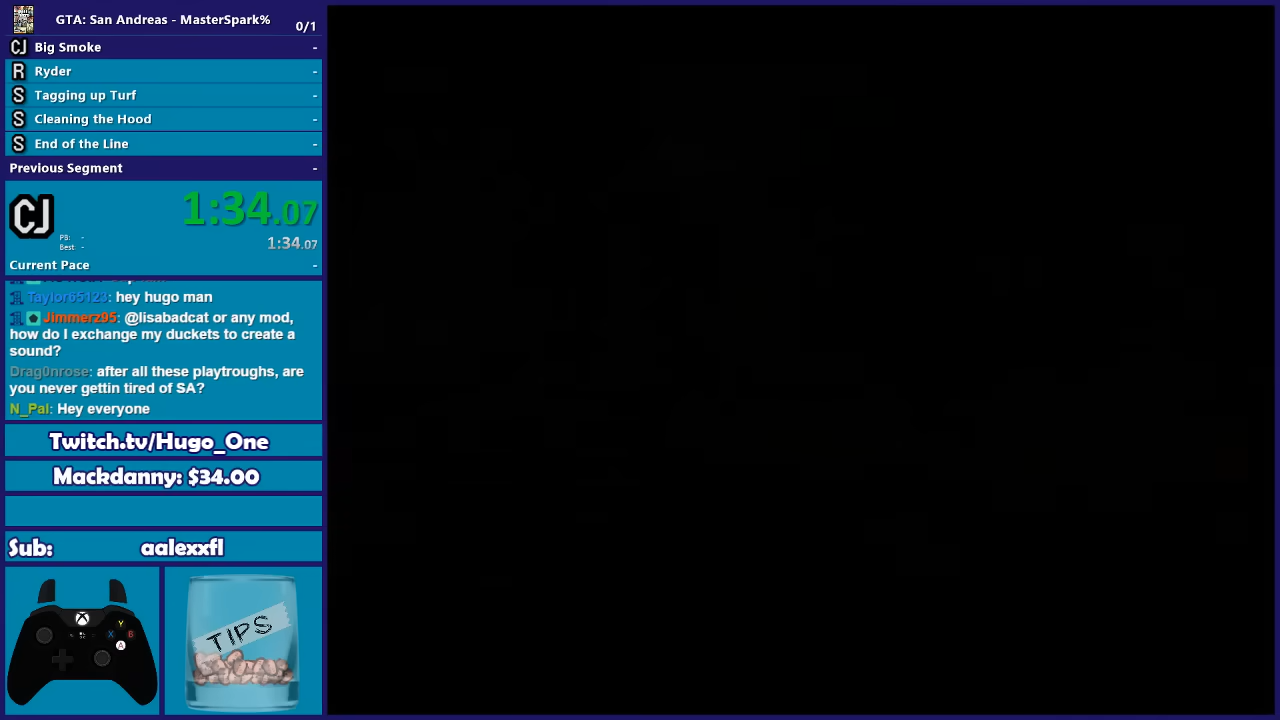 GTA: San Andreas - MasterSpark%
0/1
CJ Big Smoke -
R Ryder -
S Tagging up Turf -
S Cleaning the Hood -
S End of the Line -
Previous Segment -
CJ 1:34.07
PB: -
Best: -
1:34.07
Current Pace -
Taylor65123: hey hugo man
Jimmerz95: @lisabadcat or any mod,
how do I exchange my duckets to create a
sound?
Drag0nrose: after all these playtroughs, are
you never gettin tired of SA?
N_Pal: Hey everyone
Twitch.tv/Hugo_One
Mackdanny: $34.00
Sub: aalexxfl
Y
X B
A
TIPS